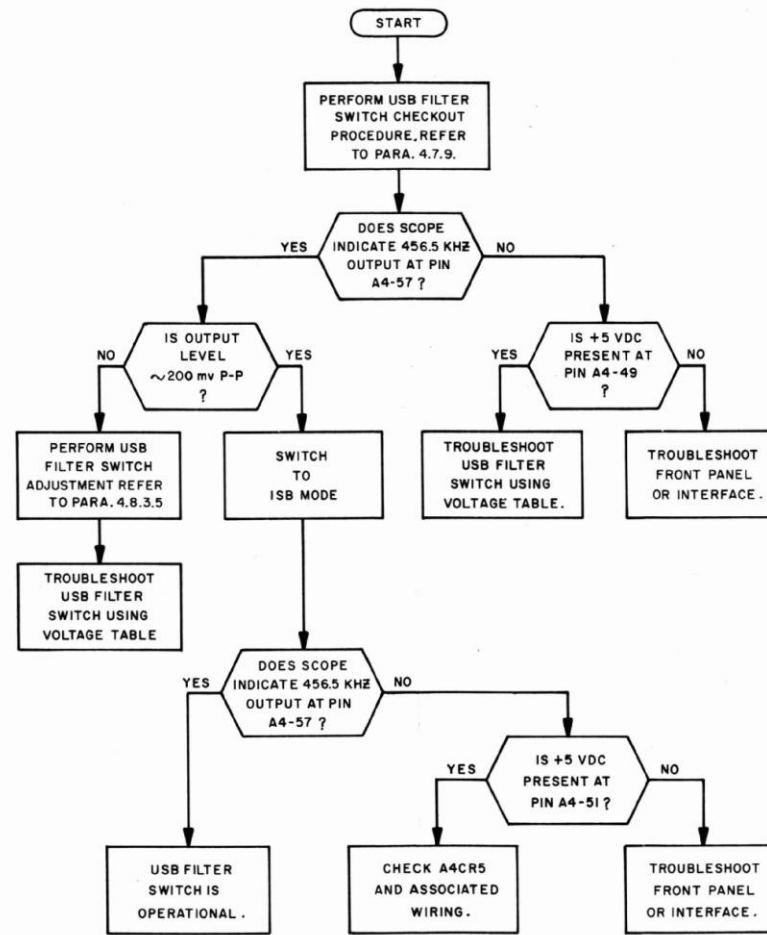 START
PERFORM USB FILTER
SWITCH CHECKOUT
PROCEDURE, REFER
TO PARA. 4.7.9.
DOES SCOPE
INDICATE 456.5 KHZ
OUTPUT AT PIN
A4-57 ?
YES
NO
IS OUTPUT
LEVEL
~200 mv P-P
?
NO
YES
IS +5 VDC
PRESENT AT
PIN A4-49
?
YES
NO
PERFORM USB
FILTER SWITCH
ADJUSTMENT REFER
TO PARA. 4.8.3.5
SWITCH
TO
ISB MODE
TROUBLESHOOT
USB FILTER
SWITCH USING
VOLTAGE TABLE.
TROUBLESHOOT
FRONT PANEL
OR INTERFACE.
TROUBLESHOOT
USB FILTER
SWITCH USING
VOLTAGE TABLE
DOES SCOPE
INDICATE 456.5 KHZ
OUTPUT AT PIN
A4-57 ?
YES
NO
IS +5 VDC
PRESENT AT
PIN A4-51 ?
YES
NO
USB FILTER
SWITCH IS
OPERATIONAL.
CHECK A4CR5
AND ASSOCIATED
WIRING.
TROUBLESHOOT
FRONT PANEL
OR INTERFACE.